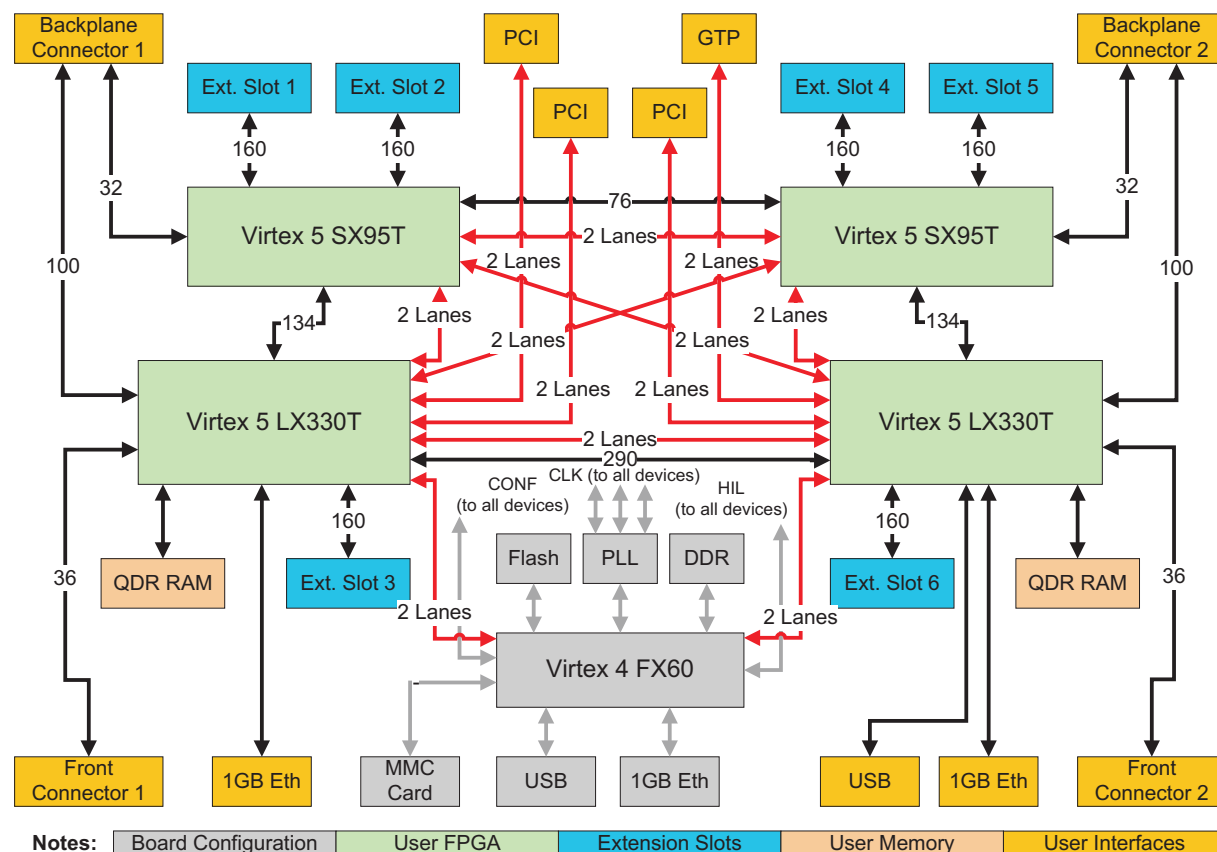 Backplane
Connector 1
PCI
GTP
Backplane
Connector 2
Ext. Slot 1
Ext. Slot 2
PCI
PCI
Ext. Slot 4
Ext. Slot 5
160
160
160
160
32
76
32
Virtex 5 SX95T
2 Lanes
Virtex 5 SX95T
100
2 Lanes
2 Lanes
100
134
2 Lanes
2 Lanes
134
2 Lanes
2 Lanes
2 Lanes
2 Lanes
Virtex 5 LX330T
Virtex 5 LX330T
2 Lanes
290
CONF
(to all devices)
CLK (to all devices)
HIL
(to all devices)
160
160
36
QDR RAM
Ext. Slot 3
Flash
PLL
DDR
Ext. Slot 6
QDR RAM
36
2 Lanes
2 Lanes
Virtex 4 FX60
Front
Connector 1
1GB Eth
MMC
Card
USB
1GB Eth
USB
1GB Eth
Front
Connector 2
Notes:
Board Configuration
User FPGA
Extension Slots
User Memory
User Interfaces